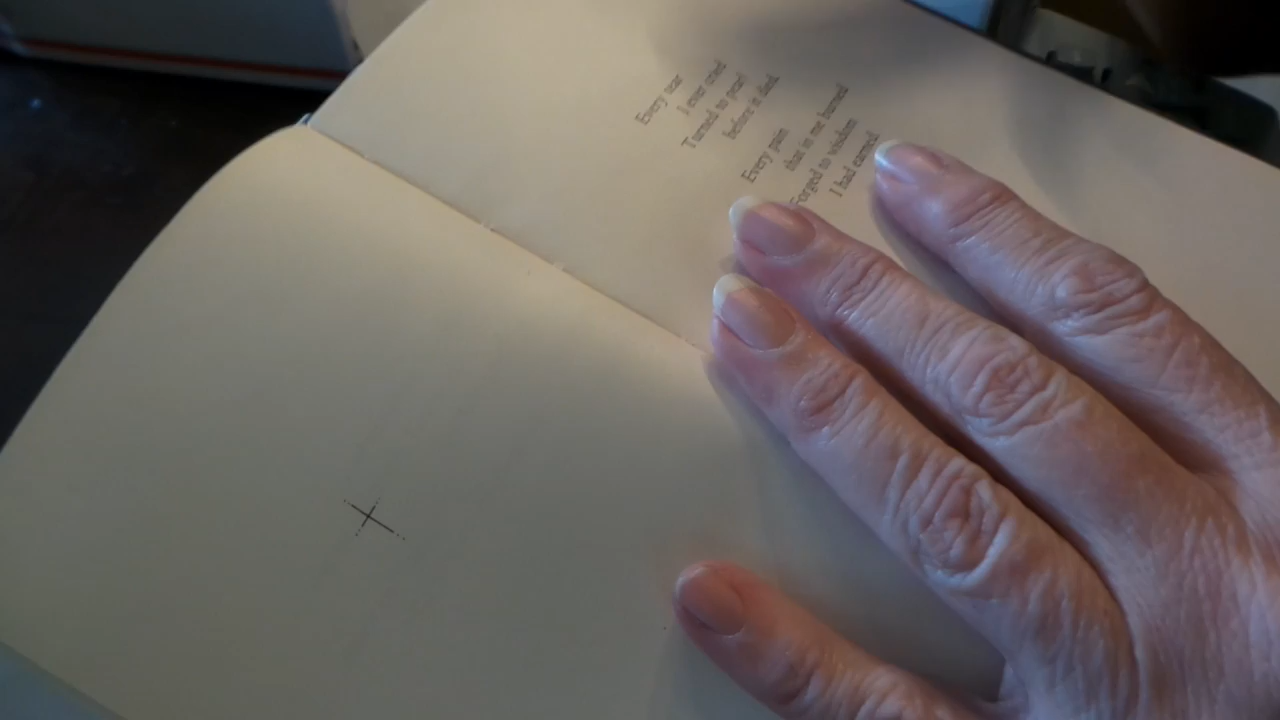 Every tear
I ever cried
Turned to pearl
before it died.
Every pain
that in me burned
Forged to wisdom
I had earned